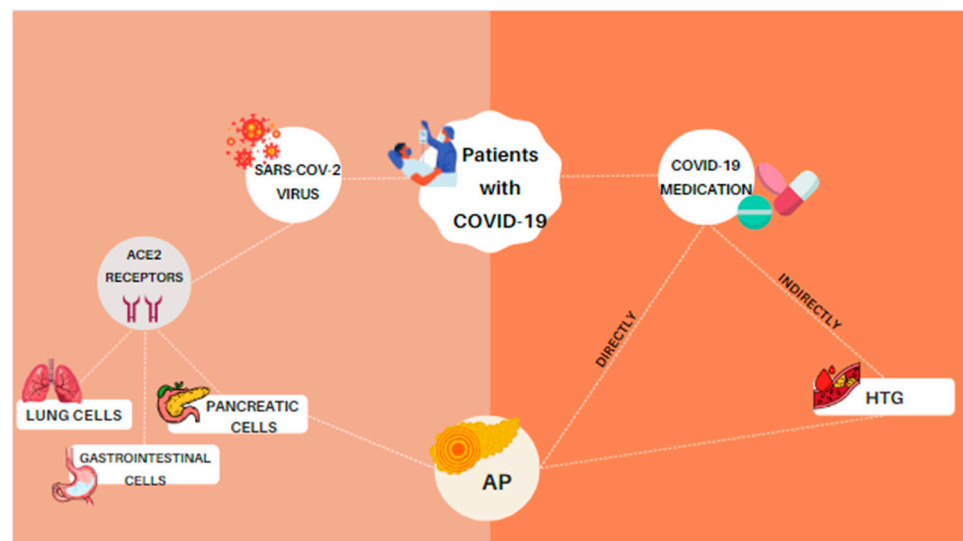 Patients
with
COVID-19
SARS-COV-2
VIRUS
COVID-19
MEDICATION
ACE2
RECEPTORS
DIRECTLY
INDIRECTLY
LUNG CELLS
PANCREATIC
CELLS
GASTROINTESTINAL
CELLS
HTG
AP